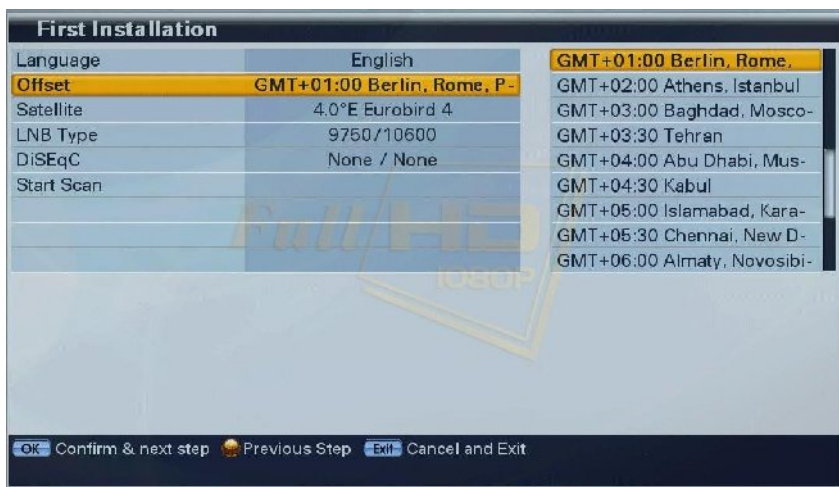 First Installation
Language English
Offset GMT+01:00 Berlin, Rome, P-
Satellite 4.0°E Eurobird 4
LNB Type 9750/10600
DiSEqC None / None
Start Scan
GMT+01:00 Berlin, Rome,
GMT+02:00 Athens, Istanbul
GMT+03:00 Baghdad, Mosco-
GMT+03:30 Tehran
GMT+04:00 Abu Dhabi, Mus-
GMT+04:30 Kabul
GMT+05:00 Islamabad, Kara-
GMT+05:30 Chennai, New D-
GMT+06:00 Almaty, Novosibi-
Full HD
1080P
OK Confirm & next step Previous Step Exit Cancel and Exit